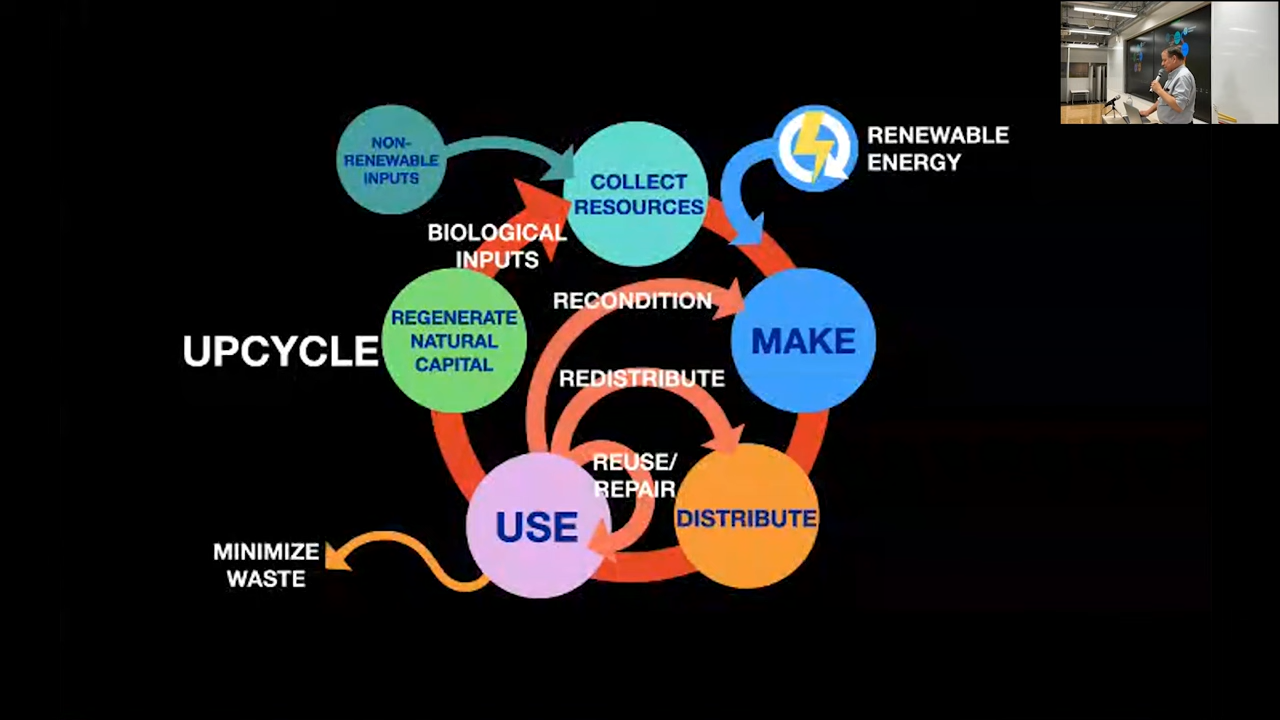 NON-
RENEWABLE
INPUTS
COLLECT
RESOURCES
RENEWABLE
ENERGY
BIOLOGICAL
INPUTS
RECONDITION
REGENERATE
NATURAL
CAPITAL
UPCYCLE
MAKE
REDISTRIBUTE
REUSE/
REPAIR
USE
DISTRIBUTE
MINIMIZE
WASTE